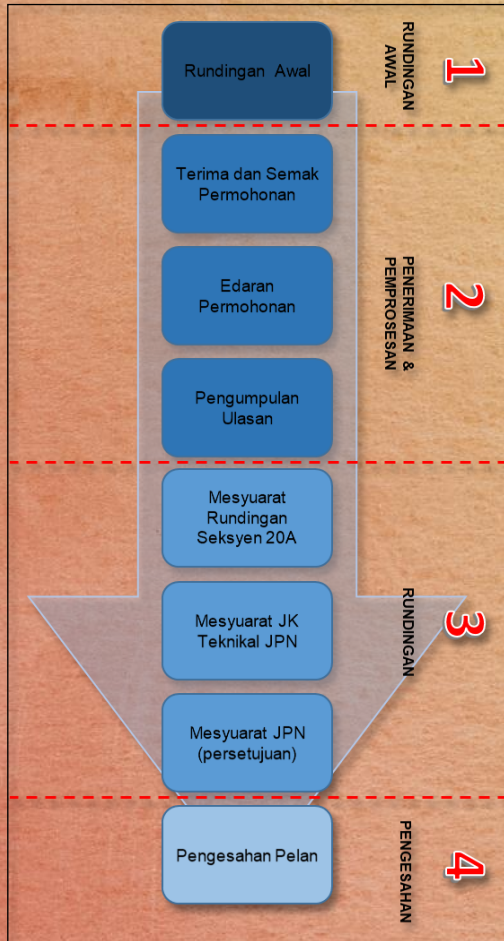 1
RUNDINGAN
AWAL
Rundingan Awal
2
PENERIMAAN &
PEMPROSESAN
Terima dan Semak
Permohonan
Edaran
Permohonan
Pengumpulan
Ulasan
3
RUNDINGAN
Mesyuarat
Rundingan
Seksyen 20A
Mesyuarat JK
Teknikal JPN
Mesyuarat JPN
(persetujuan)
4
PENGESAHAN
Pengesahan Pelan